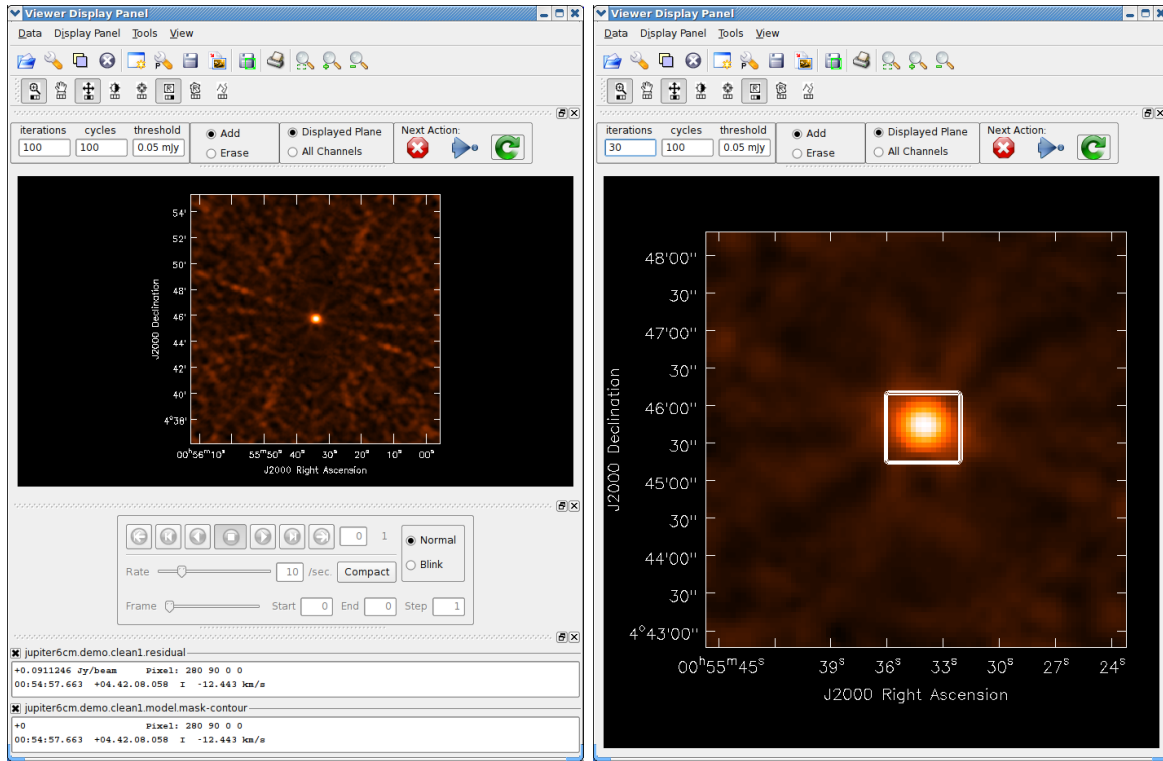 Viewer Display Panel
Data Display Panel Tools View
iterations cycles threshold
100 100 0.05 mJy
Add
Erase
Displayed Plane
All Channels
Next Action:
54'
52'
50'
48'
46'
44'
42'
40'
4°38'
00ʰ56ᵐ10ˢ 55ᵐ50ˢ 40ˢ 30ˢ 20ˢ 10ˢ 00ˢ
J2000 Declination
J2000 Right Ascension
0 1
Normal
Blink
Rate 10 /sec. Compact
Frame Start 0 End 0 Step 1
jupiter6cm.demo.clean1.residual
+0.0911246 Jy/beam Pixel: 280 90 0 0
00:54:57.663 +04.42.08.058 I -12.443 km/s
jupiter6cm.demo.clean1.model.mask-contour
+0 Pixel: 280 90 0 0
00:54:57.663 +04.42.08.058 I -12.443 km/s
Viewer Display Panel
Data Display Panel Tools View
iterations cycles threshold
30 100 0.05 mJy
Add
Erase
Displayed Plane
All Channels
Next Action:
48'00"
30"
47'00"
30"
46'00"
30"
45'00"
30"
44'00"
30"
4°43'00"
00ʰ55ᵐ45ˢ 39ˢ 36ˢ 33ˢ 30ˢ 27ˢ 24ˢ
J2000 Declination
J2000 Right Ascension